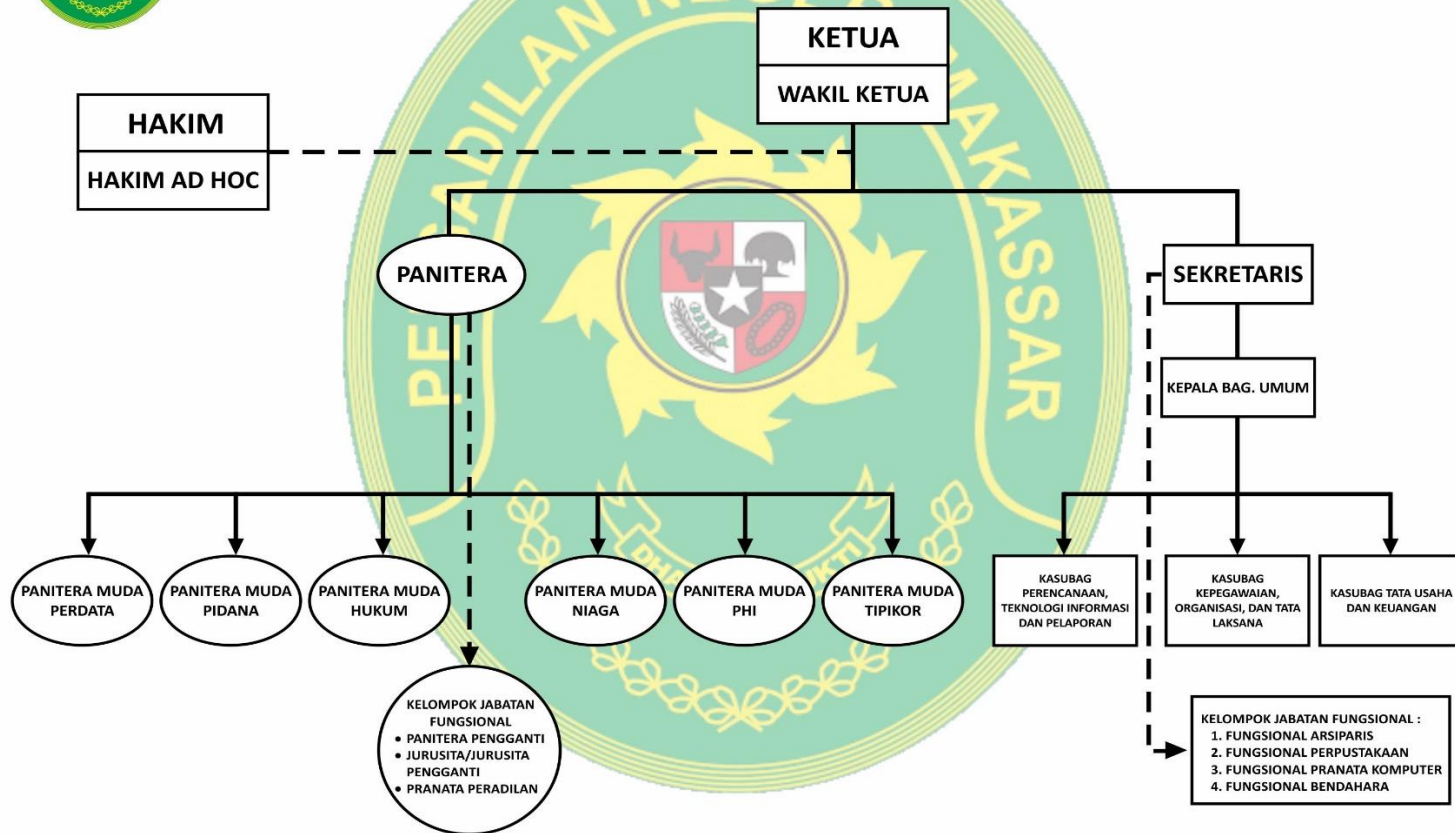 PENGADILAN NEGERI MAKASSAR
KETUA
WAKIL KETUA
HAKIM
HAKIM AD HOC
PANITERA
SEKRETARIS
KEPALA BAG. UMUM
PANITERA MUDA
PERDATA
PANITERA MUDA
PIDANA
PANITERA MUDA
HUKUM
PANITERA MUDA
NIAGA
PANITERA MUDA
PHI
PANITERA MUDA
TIPIKOR
KASUBAG
PERENCANAAN,
TEKNOLOGI INFORMASI
DAN PELAPORAN
KASUBAG
KEPEGAWAIAN,
ORGANISASI, DAN TATA
LAKSANA
KASUBAG TATA USAHA
DAN KEUANGAN
KELOMPOK JABATAN
FUNGSIONAL
• PANITERA PENGGANTI
• JURUSITA/JURUSITA
PENGGANTI
• PRANATA PERADILAN
KELOMPOK JABATAN FUNGSIONAL :
1. FUNGSIONAL ARSIPARIS
2. FUNGSIONAL PERPUSTAKAAN
3. FUNGSIONAL PRANATA KOMPUTER
4. FUNGSIONAL BENDAHARA